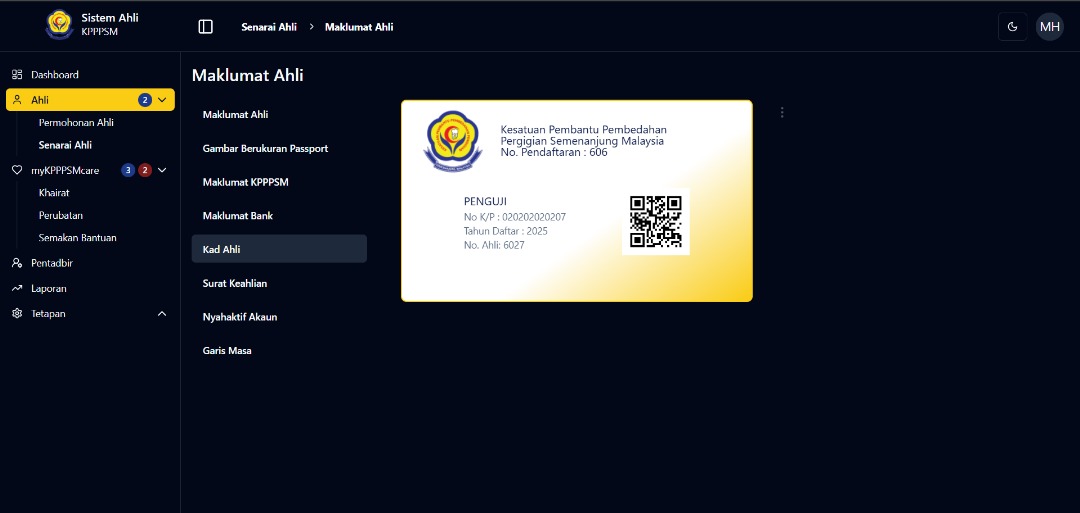 Sistem Ahli
KPPPSM
Senarai Ahli > Maklumat Ahli
MH
Dashboard
Ahli 2
Permohonan Ahli
Senarai Ahli
myKPPPSMcare 3 2
Khairat
Perubatan
Semakan Bantuan
Pentadbir
Laporan
Tetapan
Maklumat Ahli
Maklumat Ahli
Gambar Berukuran Passport
Maklumat KPPPSM
Maklumat Bank
Kad Ahli
Surat Keahlian
Nyahaktif Akaun
Garis Masa
Kesatuan Pembantu Pembedahan
Pergigian Semenanjung Malaysia
No. Pendaftaran : 606
PENGUJI
No K/P : 020202020207
Tahun Daftar : 2025
No. Ahli: 6027